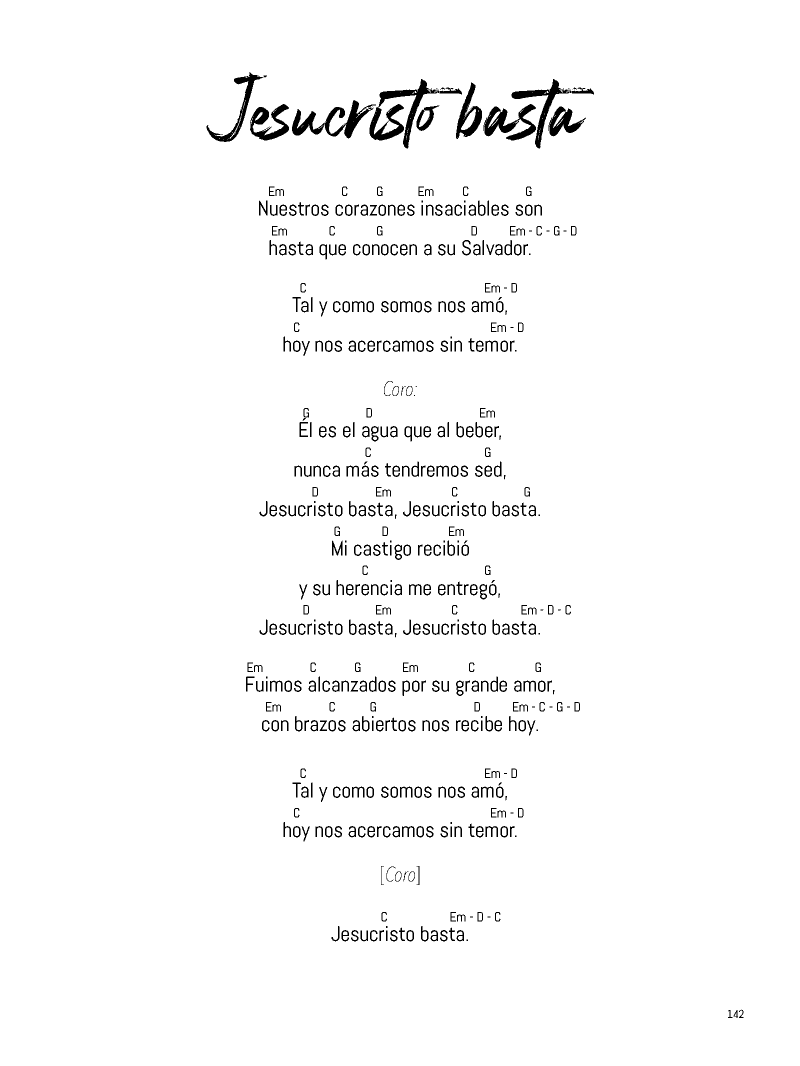 Jesucristo basta
Em C G Em C G
Nuestros corazones insaciables son
Em C G D Em - C - G - D
hasta que conocen a su Salvador.
C Em - D
Tal y como somos nos amó,
C Em - D
hoy nos acercamos sin temor.
Coro:
G D Em
Él es el agua que al beber,
C G
nunca más tendremos sed,
D Em C G
Jesucristo basta, Jesucristo basta.
G D Em
Mi castigo recibió
C G
y su herencia me entregó,
D Em C Em - D - C
Jesucristo basta, Jesucristo basta.
Em C G Em C G
Fuimos alcanzados por su grande amor,
Em C G D Em - C - G - D
con brazos abiertos nos recibe hoy.
C Em - D
Tal y como somos nos amó,
C Em - D
hoy nos acercamos sin temor.
[Coro]
C Em - D - C
Jesucristo basta.
142